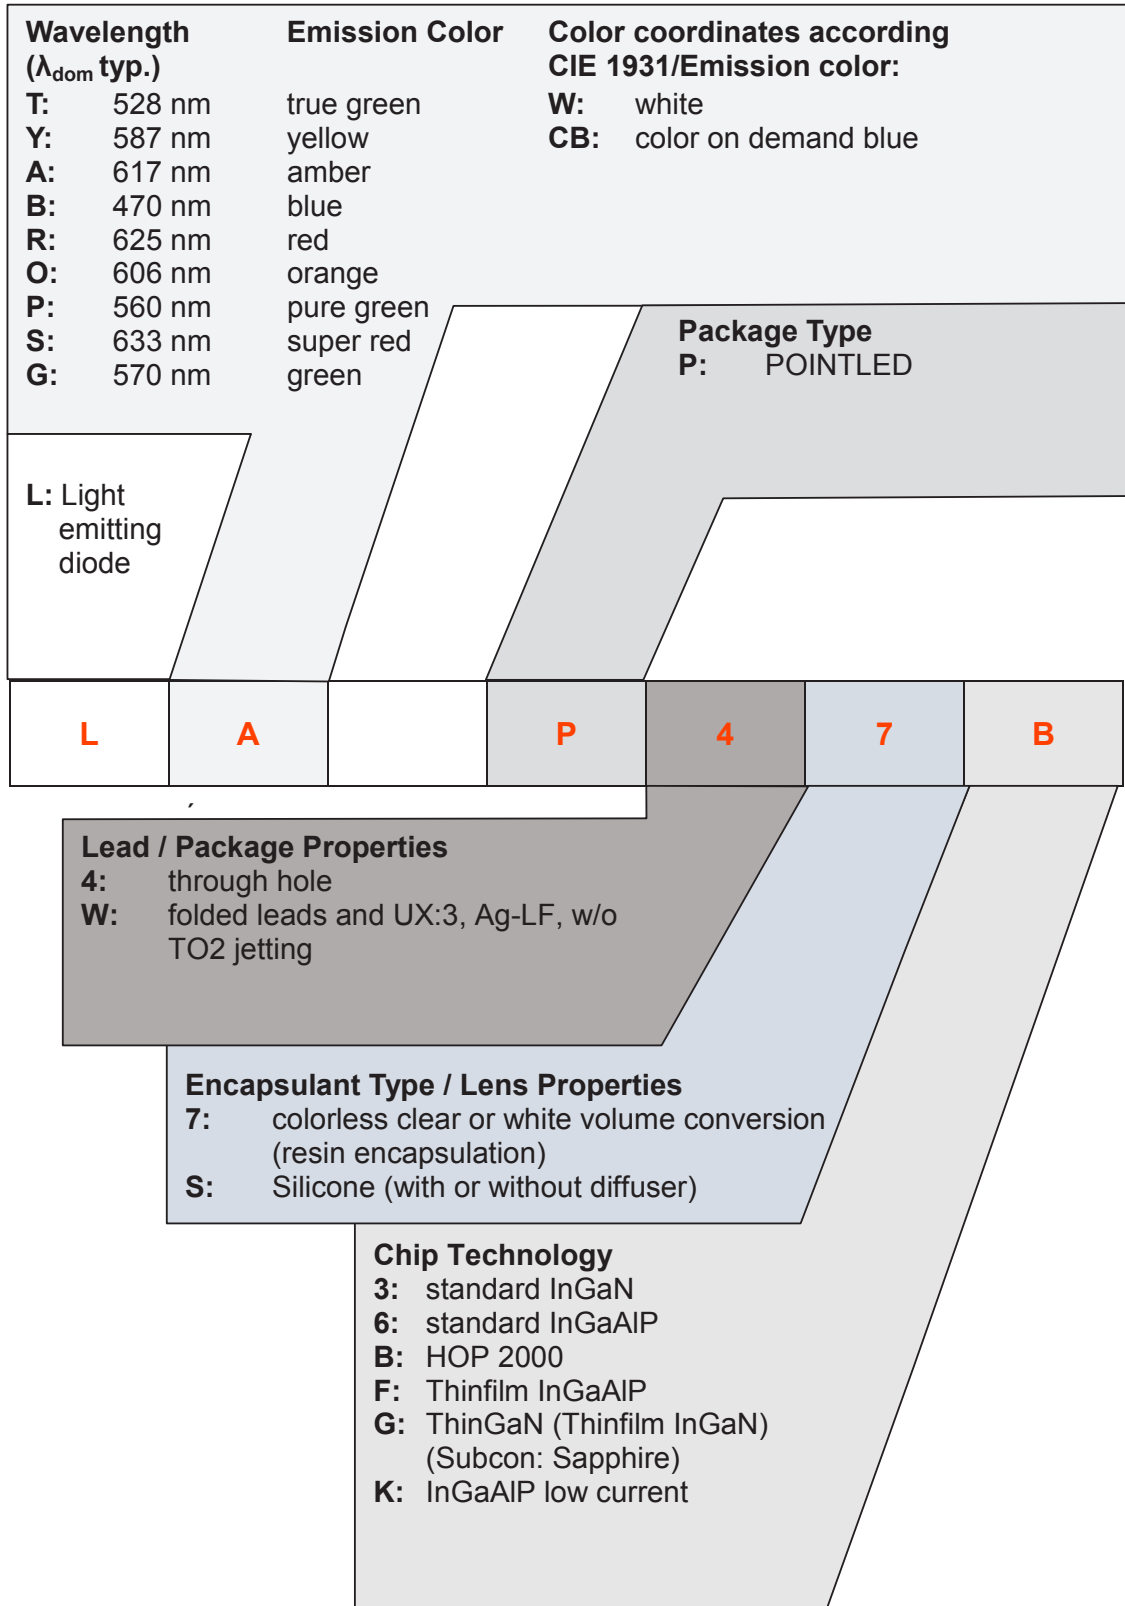 Wavelength Emission Color Color coordinates according
(λdom typ.) CIE 1931/Emission color:
T: 528 nm true green W: white
Y: 587 nm yellow CB: color on demand blue
A: 617 nm amber
B: 470 nm blue
R: 625 nm red
O: 606 nm orange
P: 560 nm pure green
S: 633 nm super red
G: 570 nm green
Package Type
P: POINTLED
L: Light
emitting
diode
L A P 4 7 B
Lead / Package Properties
4: through hole
W: folded leads and UX:3, Ag-LF, w/o
TO2 jetting
Encapsulant Type / Lens Properties
7: colorless clear or white volume conversion
(resin encapsulation)
S: Silicone (with or without diffuser)
Chip Technology
3: standard InGaN
6: standard InGaAlP
B: HOP 2000
F: Thinfilm InGaAlP
G: ThinGaN (Thinfilm InGaN)
(Subcon: Sapphire)
K: InGaAlP low current